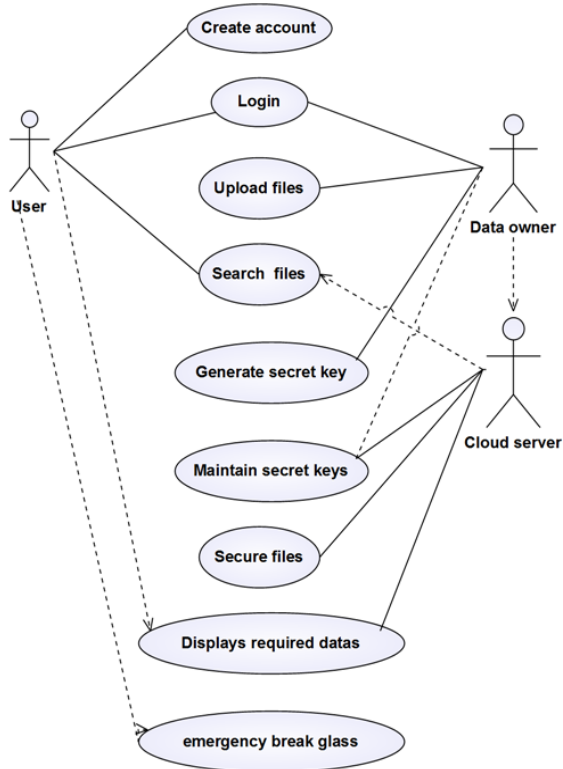 Create account
Login
User
Upload files
Data owner
Search  files
Generate secret key
Cloud server
Maintain secret keys
Secure files
Displays required datas
emergency break glass